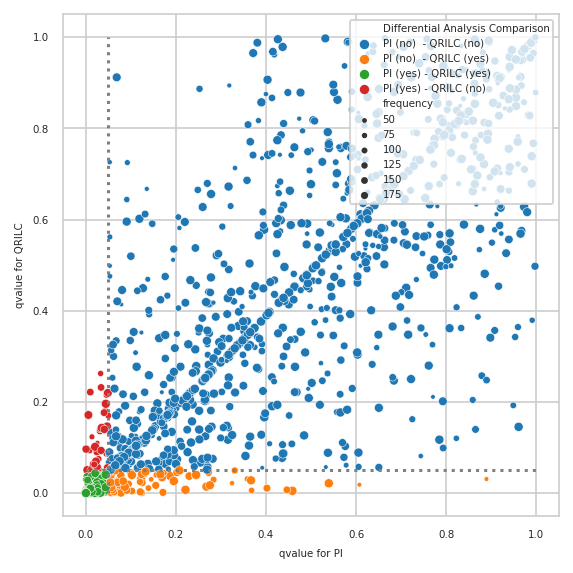 Differential Analysis Comparison
PI (no) - QRILC (no)
PI (no) - QRILC (yes)
PI (yes) - QRILC (yes)
PI (yes) - QRILC (no)
frequency
50
75
100
125
150
175
1.0
0.8
0.6
0.4
0.2
0.0
qvalue for QRILC
0.0 0.2 0.4 0.6 0.8 1.0
qvalue for PI